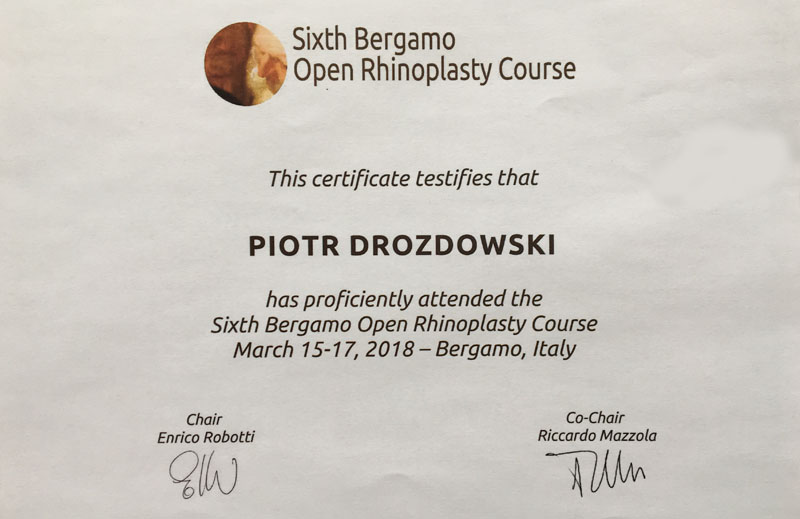 Sixth Bergamo
Open Rhinoplasty Course
This certificate testifies that
PIOTR DROZDOWSKI
has proficiently attended the
Sixth Bergamo Open Rhinoplasty Course
March 15-17, 2018 – Bergamo, Italy
Chair
Enrico Robotti
Co-Chair
Riccardo Mazzola